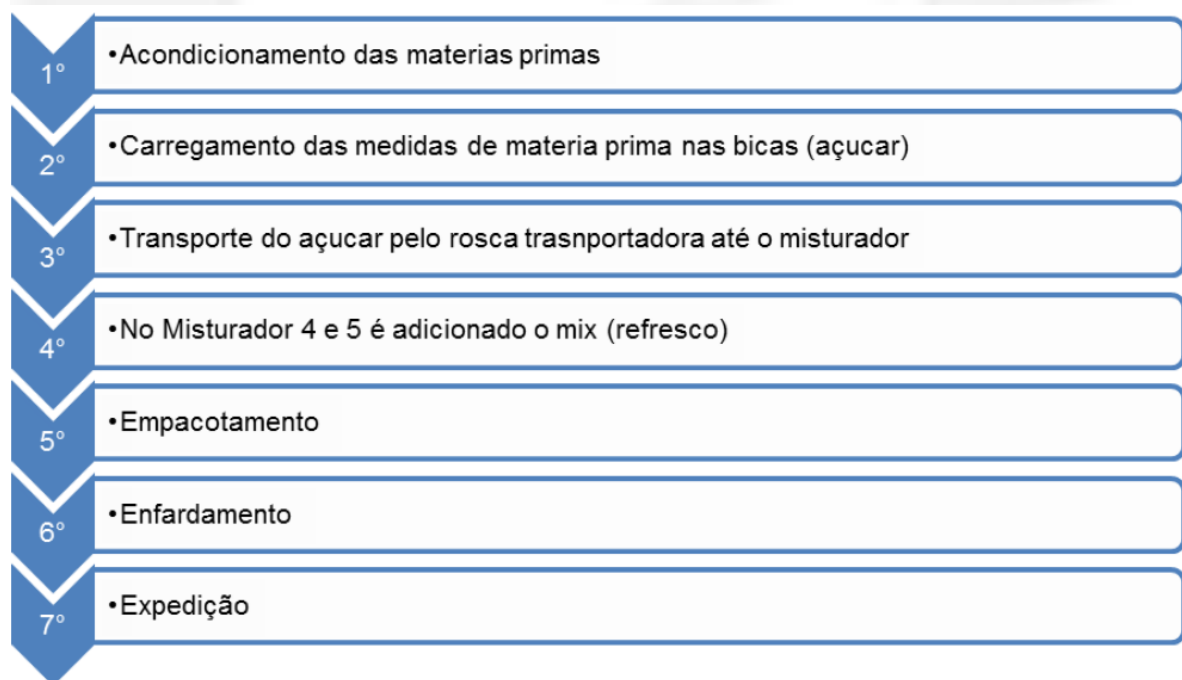 1°
•Acondicionamento das materias primas
2°
•Carregamento das medidas de materia prima nas bicas (açucar)
3°
•Transporte do açucar pelo rosca trasnportadora até o misturador
4°
•No Misturador 4 e 5 é adicionado o mix (refresco)
5°
•Empacotamento
6°
•Enfardamento
7°
•Expedição